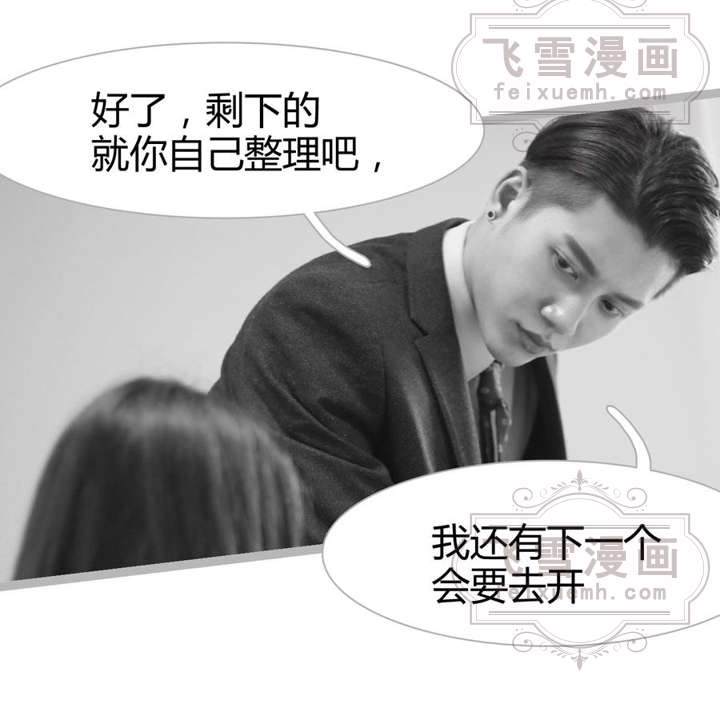 飞雪漫画
feixuemh.com
好了，剩下的
就你自己整理吧，
我还有下一个
会要去开
飞雪漫画
feixuemh.com